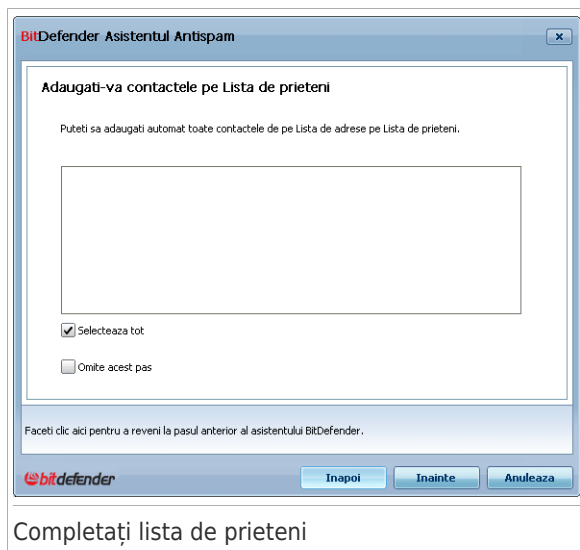 BitDefender Asistentul Antispam
Adaugati-va contactele pe Lista de prieteni
Puteti sa adaugati automat toate contactele de pe Lista de adrese pe Lista de prieteni.
Selecteaza tot
Omite acest pas
Faceti clic aici pentru a reveni la pasul anterior al asistentului BitDefender.
bitdefender
Inapoi Inainte Anuleaza
Completați lista de prieteni